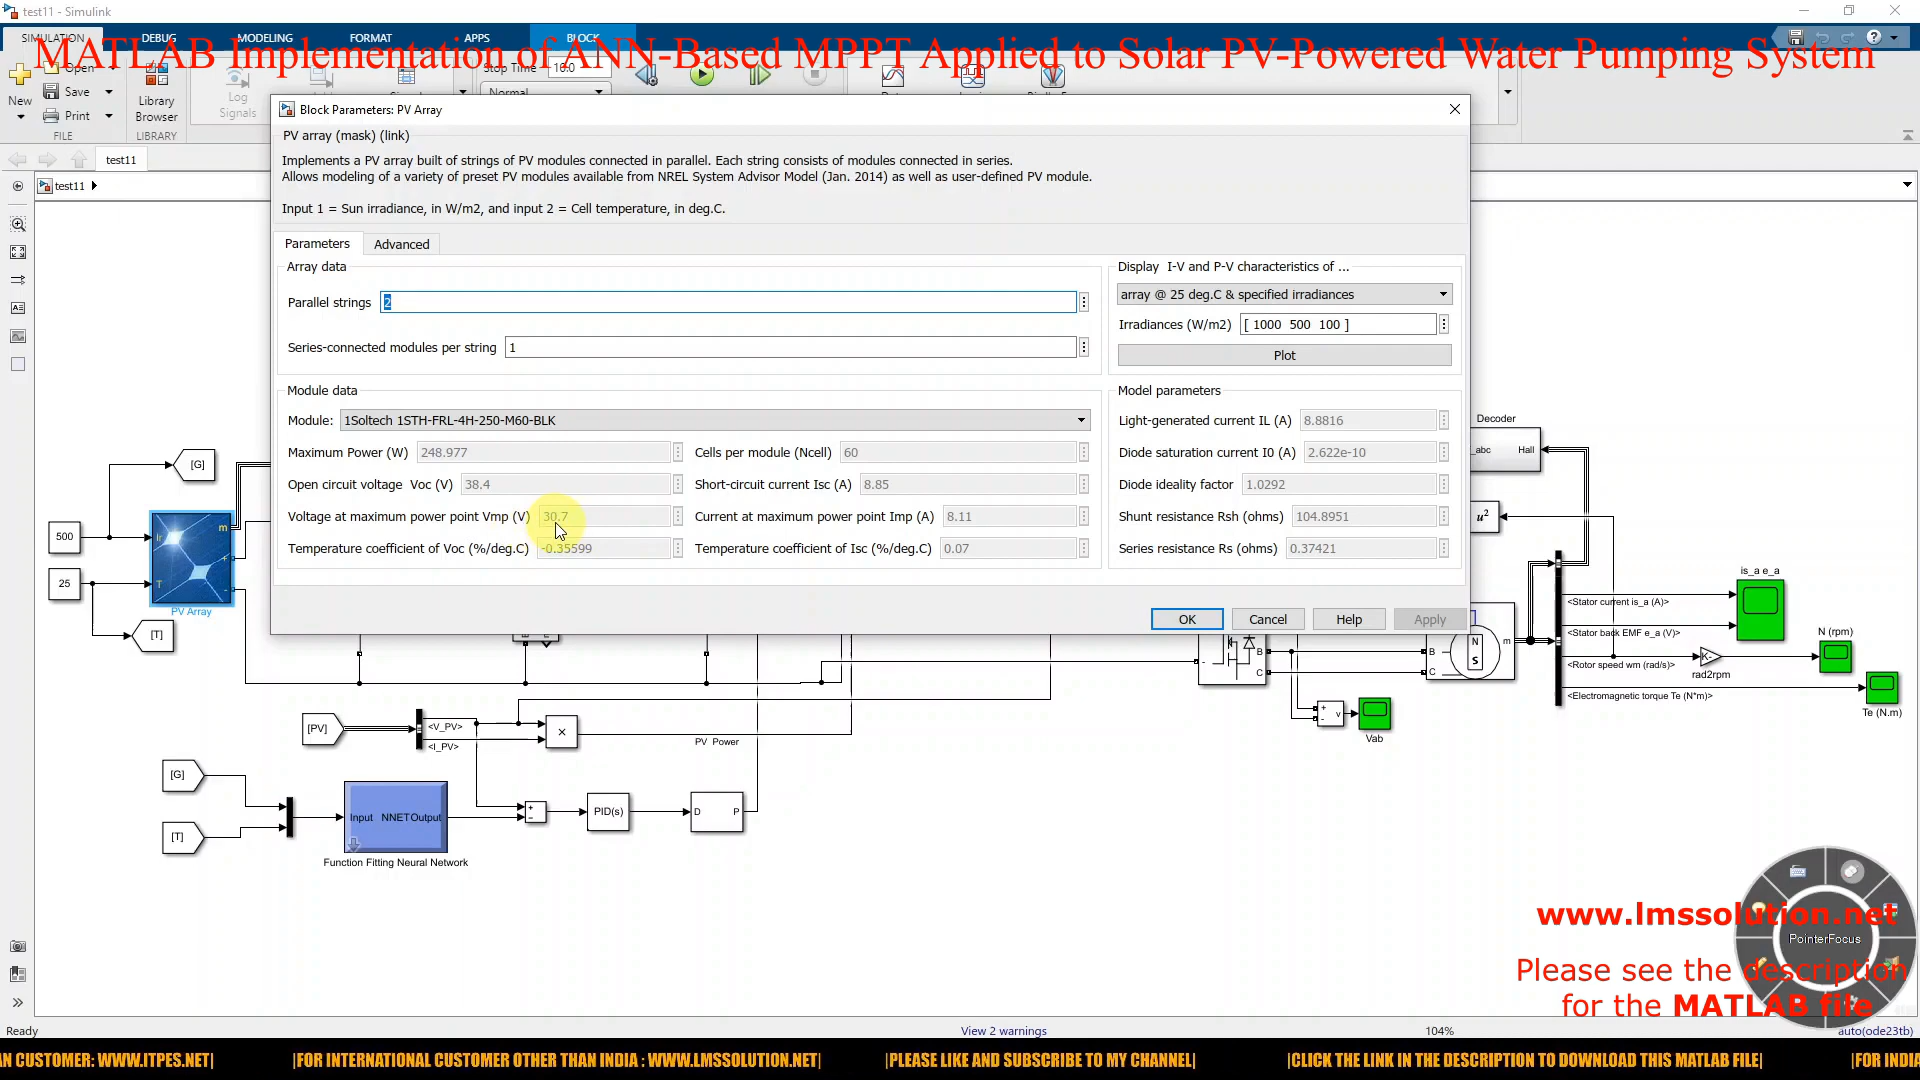 test11 - Simulink
SIMULATION
DEBUG
MODELING
FORMAT
APPS
BLOCK
MATLAB Implementation of ANN-Based MPPT Applied to Solar PV-Powered Water Pumping System
Open
Stop Time
10.0
New
Save
Library
Browser
Log
Signals
Normal
Print
FILE
LIBRARY
test11
test11
Block Parameters: PV Array
PV array (mask) (link)
Implements a PV array built of strings of PV modules connected in parallel. Each string consists of modules connected in series.
Allows modeling of a variety of preset PV modules available from NREL System Advisor Model (Jan. 2014) as well as user-defined PV module.
Input 1 = Sun irradiance, in W/m2, and input 2 = Cell temperature, in deg.C.
Parameters
Advanced
Array data
Parallel strings
2
Series-connected modules per string
1
Display I-V and P-V characteristics of ...
array @ 25 deg.C & specified irradiances
Irradiances (W/m2)
[ 1000 500 100 ]
Plot
Module data
Module:
1Soltech 1STH-FRL-4H-250-M60-BLK
Maximum Power (W)
248.977
Cells per module (Ncell)
60
Open circuit voltage Voc (V)
38.4
Short-circuit current Isc (A)
8.85
Voltage at maximum power point Vmp (V)
30.7
Current at maximum power point Imp (A)
8.11
Temperature coefficient of Voc (%/deg.C)
-0.35599
Temperature coefficient of Isc (%/deg.C)
0.07
Model parameters
Light-generated current IL (A)
8.8816
Diode saturation current I0 (A)
2.622e-10
Diode ideality factor
1.0292
Shunt resistance Rsh (ohms)
104.8951
Series resistance Rs (ohms)
0.37421
OK
Cancel
Help
Apply
[G]
500
25
Ir
T
m
+
-
PV Array
[T]
Decoder
_abc
Hall
u²
is_a e_a
<Stator current is_a (A)>
<Stator back EMF e_a (V)>
<Rotor speed wm (rad/s)>
<Electromagnetic torque Te (N*m)>
K-
rad2rpm
N (rpm)
Te (N.m)
N
S
m
B
C
B
C
-
+
-
v
Vab
[PV]
<V_PV>
<I_PV>
×
PV Power
[G]
[T]
Input
NNETOutput
Function Fitting Neural Network
+
−
PID(s)
D
P
www.lmssolution.net
PointerFocus
Please see the description
for the MATLAB file
Ready
View 2 warnings
104%
auto(ode23tb)
AN CUSTOMER: WWW.ITPES.NET|
|FOR INTERNATIONAL CUSTOMER OTHER THAN INDIA : WWW.LMSSOLUTION.NET|
|PLEASE LIKE AND SUBSCRIBE TO MY CHANNEL|
|CLICK THE LINK IN THE DESCRIPTION TO DOWNLOAD THIS MATLAB FILE|
|FOR INDIA